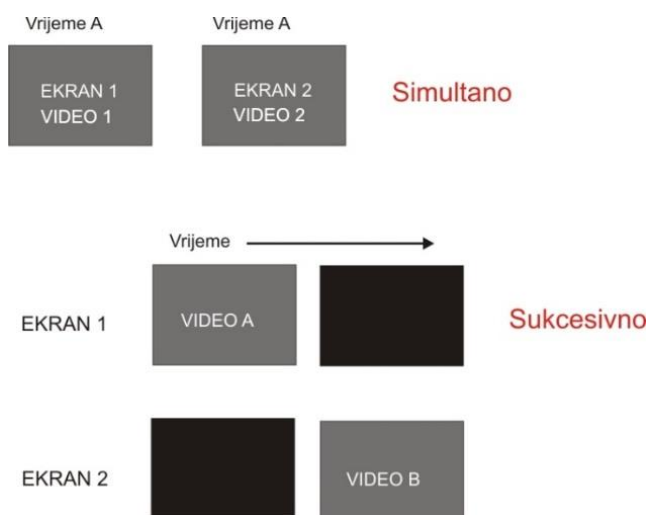 Vrijeme A
Vrijeme A
EKRAN 1
VIDEO 1
EKRAN 2
VIDEO 2
Simultano
Vrijeme
EKRAN 1
VIDEO A
Sukcesivno
EKRAN 2
VIDEO B